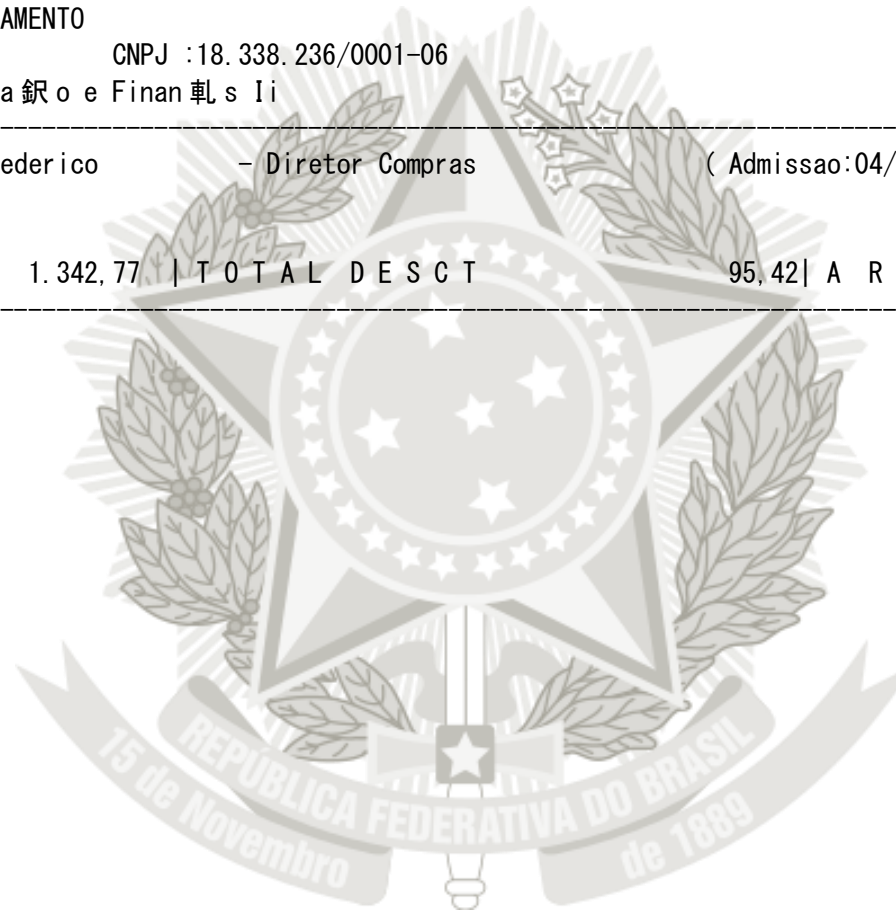 AMENTO
CNPJ :18.338.236/0001-06
a 釈 o e Finan 軋 s Ii
ederico - Diretor Compras ( Admissao:04/
1.342,77 | T O T A L D E S C T 95,42| A R
REPÚBLICA FEDERATIVA DO BRASIL
15 de Novembro de 1889